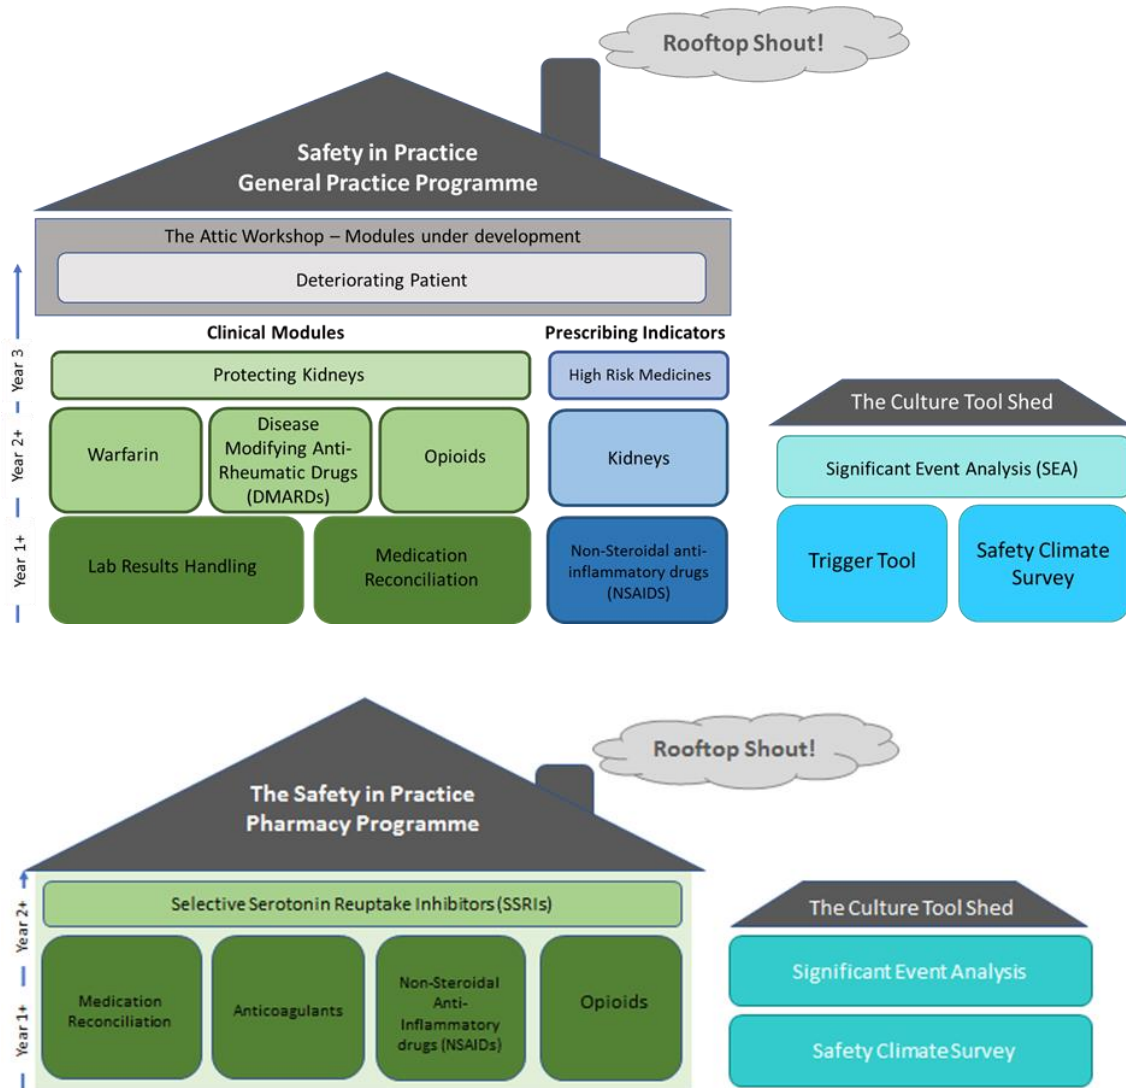 Rooftop Shout!
Safety in Practice
General Practice Programme
The Attic Workshop – Modules under development
Deteriorating Patient
Clinical Modules
Prescribing Indicators
Year 3
Protecting Kidneys
High Risk Medicines
Year 2+
Warfarin
Disease
Modifying Anti-
Rheumatic Drugs
(DMARDs)
Opioids
Kidneys
Year 1+
Lab Results Handling
Medication
Reconciliation
Non-Steroidal anti-
inflammatory drugs
(NSAIDS)
The Culture Tool Shed
Significant Event Analysis (SEA)
Trigger Tool
Safety Climate
Survey
Rooftop Shout!
The Safety in Practice
Pharmacy Programme
Year 2+
Selective Serotonin Reuptake Inhibitors (SSRIs)
Year 1+
Medication
Reconciliation
Anticoagulants
Non-Steroidal
Anti-
Inflammatory
drugs (NSAIDs)
Opioids
The Culture Tool Shed
Significant Event Analysis
Safety Climate Survey